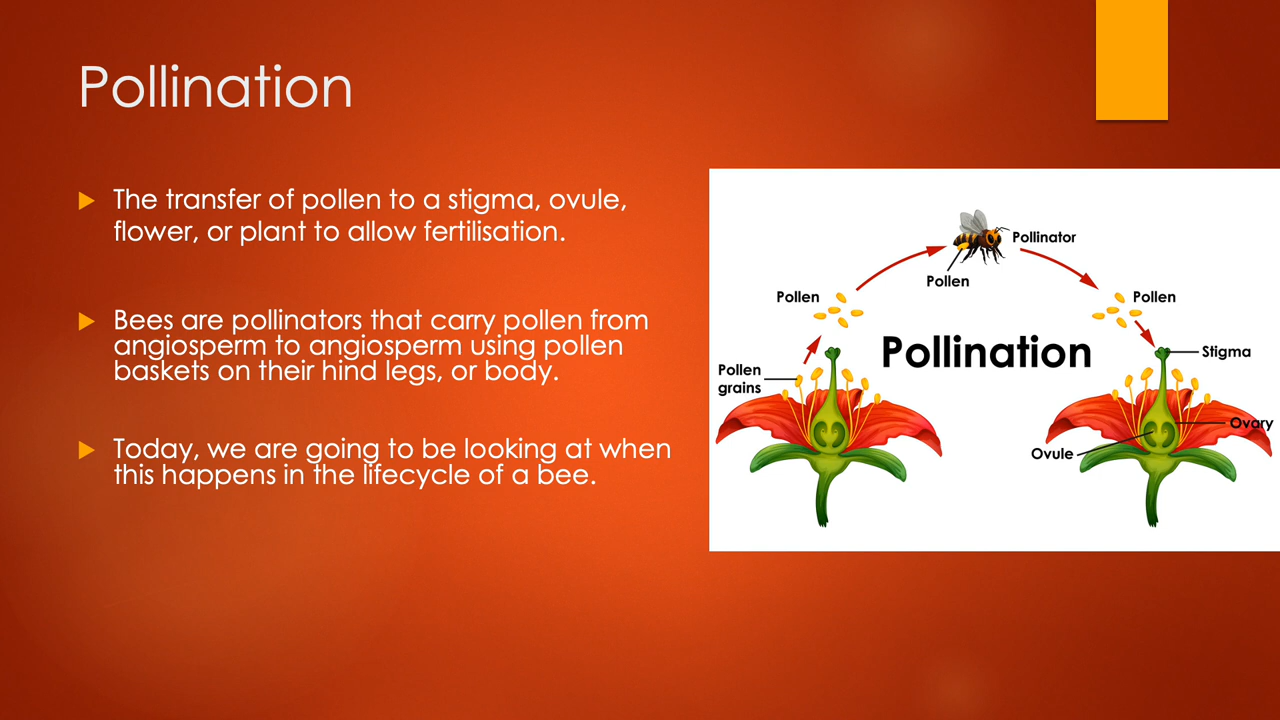 Pollination
The transfer of pollen to a stigma, ovule,
flower, or plant to allow fertilisation.
Bees are pollinators that carry pollen from
angiosperm to angiosperm using pollen
baskets on their hind legs, or body.
Today, we are going to be looking at when
this happens in the lifecycle of a bee.
Pollinator
Pollen
Pollen
Pollen
Pollination
Stigma
Pollen
grains
Ovary
Ovule